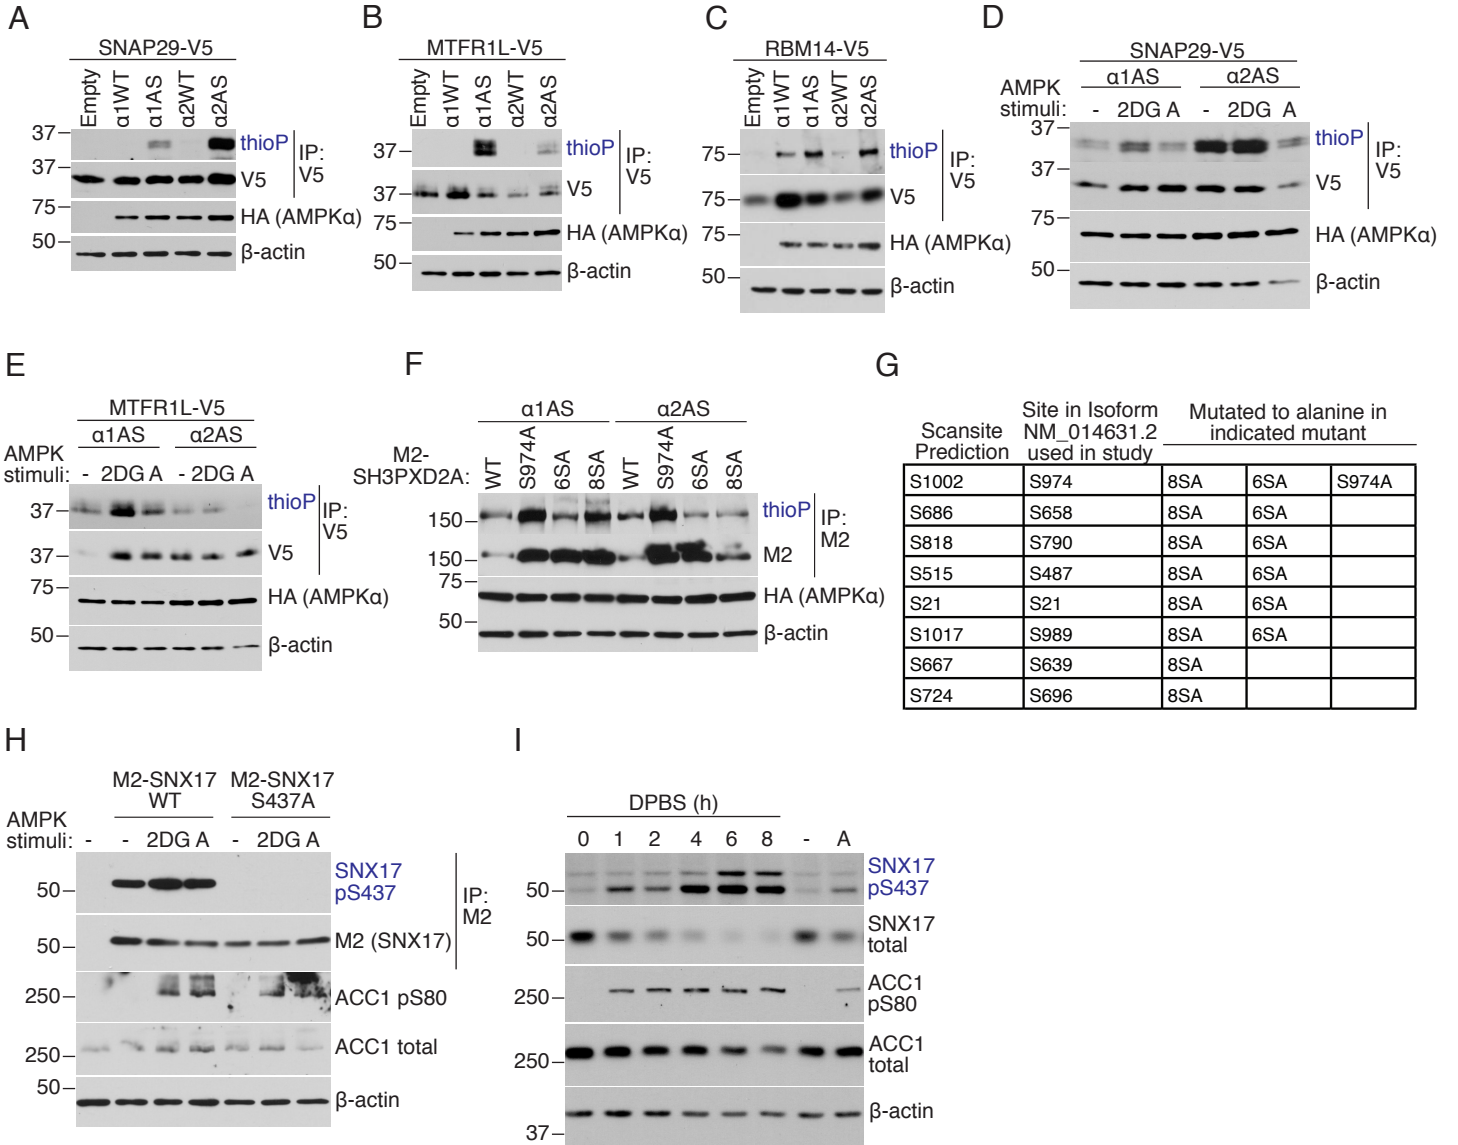 A
SNAP29-V5
Empty α1WT α1AS α2WT α2AS
37 thioP
37 V5
IP: V5
75 HA (AMPKα)
50 β-actin
B
MTFR1L-V5
Empty α1WT α1AS α2WT α2AS
37 thioP
37 V5
IP: V5
75 HA (AMPKα)
50 β-actin
C
RBM14-V5
Empty α1WT α1AS α2WT α2AS
75 thioP
75 V5
IP: V5
75 HA (AMPKα)
50 β-actin
D
SNAP29-V5
α1AS α2AS
AMPK
stimuli: - 2DG A - 2DG A
37 thioP
37 V5
IP: V5
75 HA (AMPKα)
50 β-actin
E
MTFR1L-V5
α1AS α2AS
AMPK
stimuli: - 2DG A - 2DG A
37 thioP
37 V5
IP: V5
75 HA (AMPKα)
50 β-actin
F
α1AS α2AS
M2-
SH3PXD2A: WT S974A 6SA 8SA WT S974A 6SA 8SA
150 thioP
150 M2
IP: M2
75 HA (AMPKα)
50 β-actin
G
Scansite Prediction
Site in Isoform NM_014631.2 used in study
Mutated to alanine in indicated mutant
S1002 S974 8SA 6SA S974A
S686 S658 8SA 6SA
S818 S790 8SA 6SA
S515 S487 8SA 6SA
S21 S21 8SA 6SA
S1017 S989 8SA 6SA
S667 S639 8SA
S724 S696 8SA
H
M2-SNX17 M2-SNX17
WT S437A
AMPK
stimuli: - - 2DG A - 2DG A
50 SNX17 pS437
50 M2 (SNX17)
IP: M2
250 ACC1 pS80
250 ACC1 total
50 β-actin
I
DPBS (h)
0 1 2 4 6 8 - A
50 SNX17 pS437
50 SNX17 total
250 ACC1 pS80
250 ACC1 total
β-actin
37